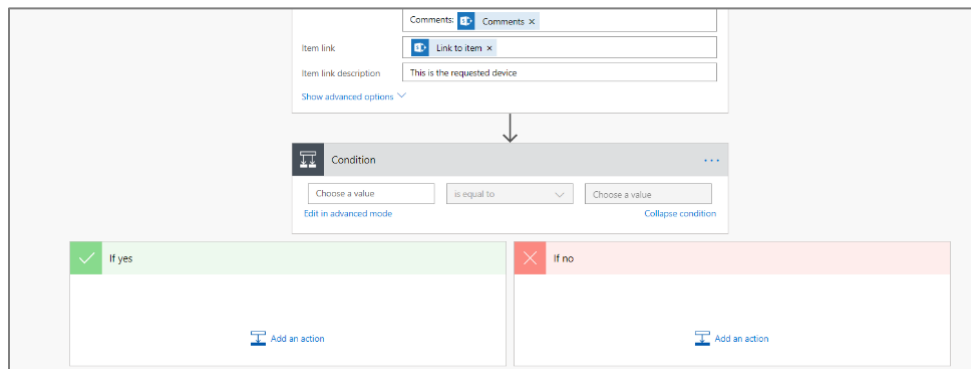 Comments: Comments ×
Item link Link to item ×
Item link description This is the requested device
Show advanced options
Condition ...
Choose a value is equal to Choose a value
Edit in advanced mode Collapse condition
If yes If no
Add an action Add an action